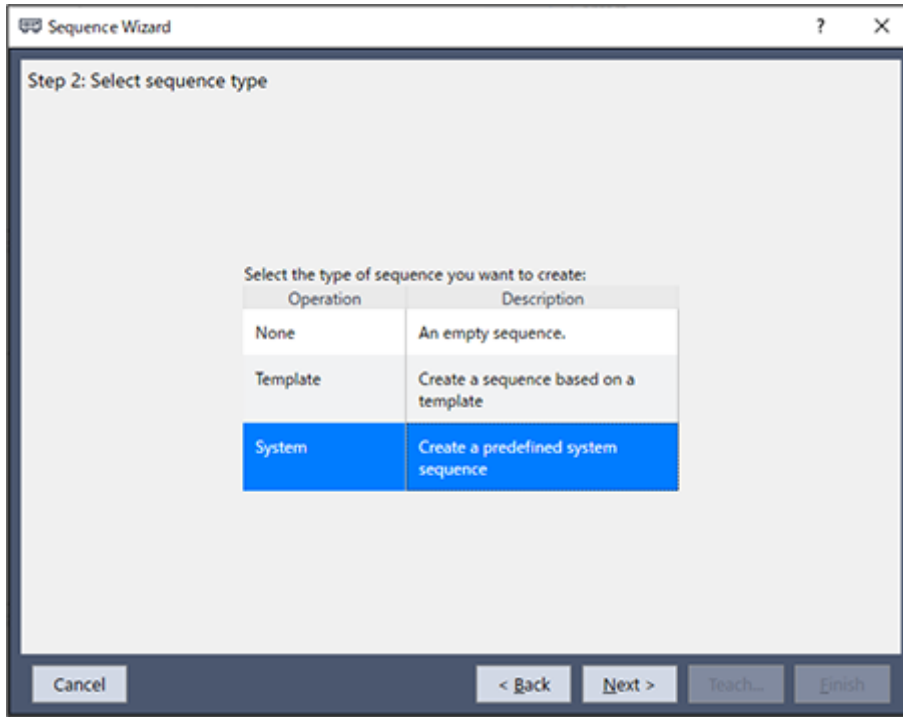 Sequence Wizard ? ×
Step 2: Select sequence type
Select the type of sequence you want to create:
Operation Description
None An empty sequence.
Template Create a sequence based on a
template
System Create a predefined system
sequence
Cancel < Back Next > Teach... Finish